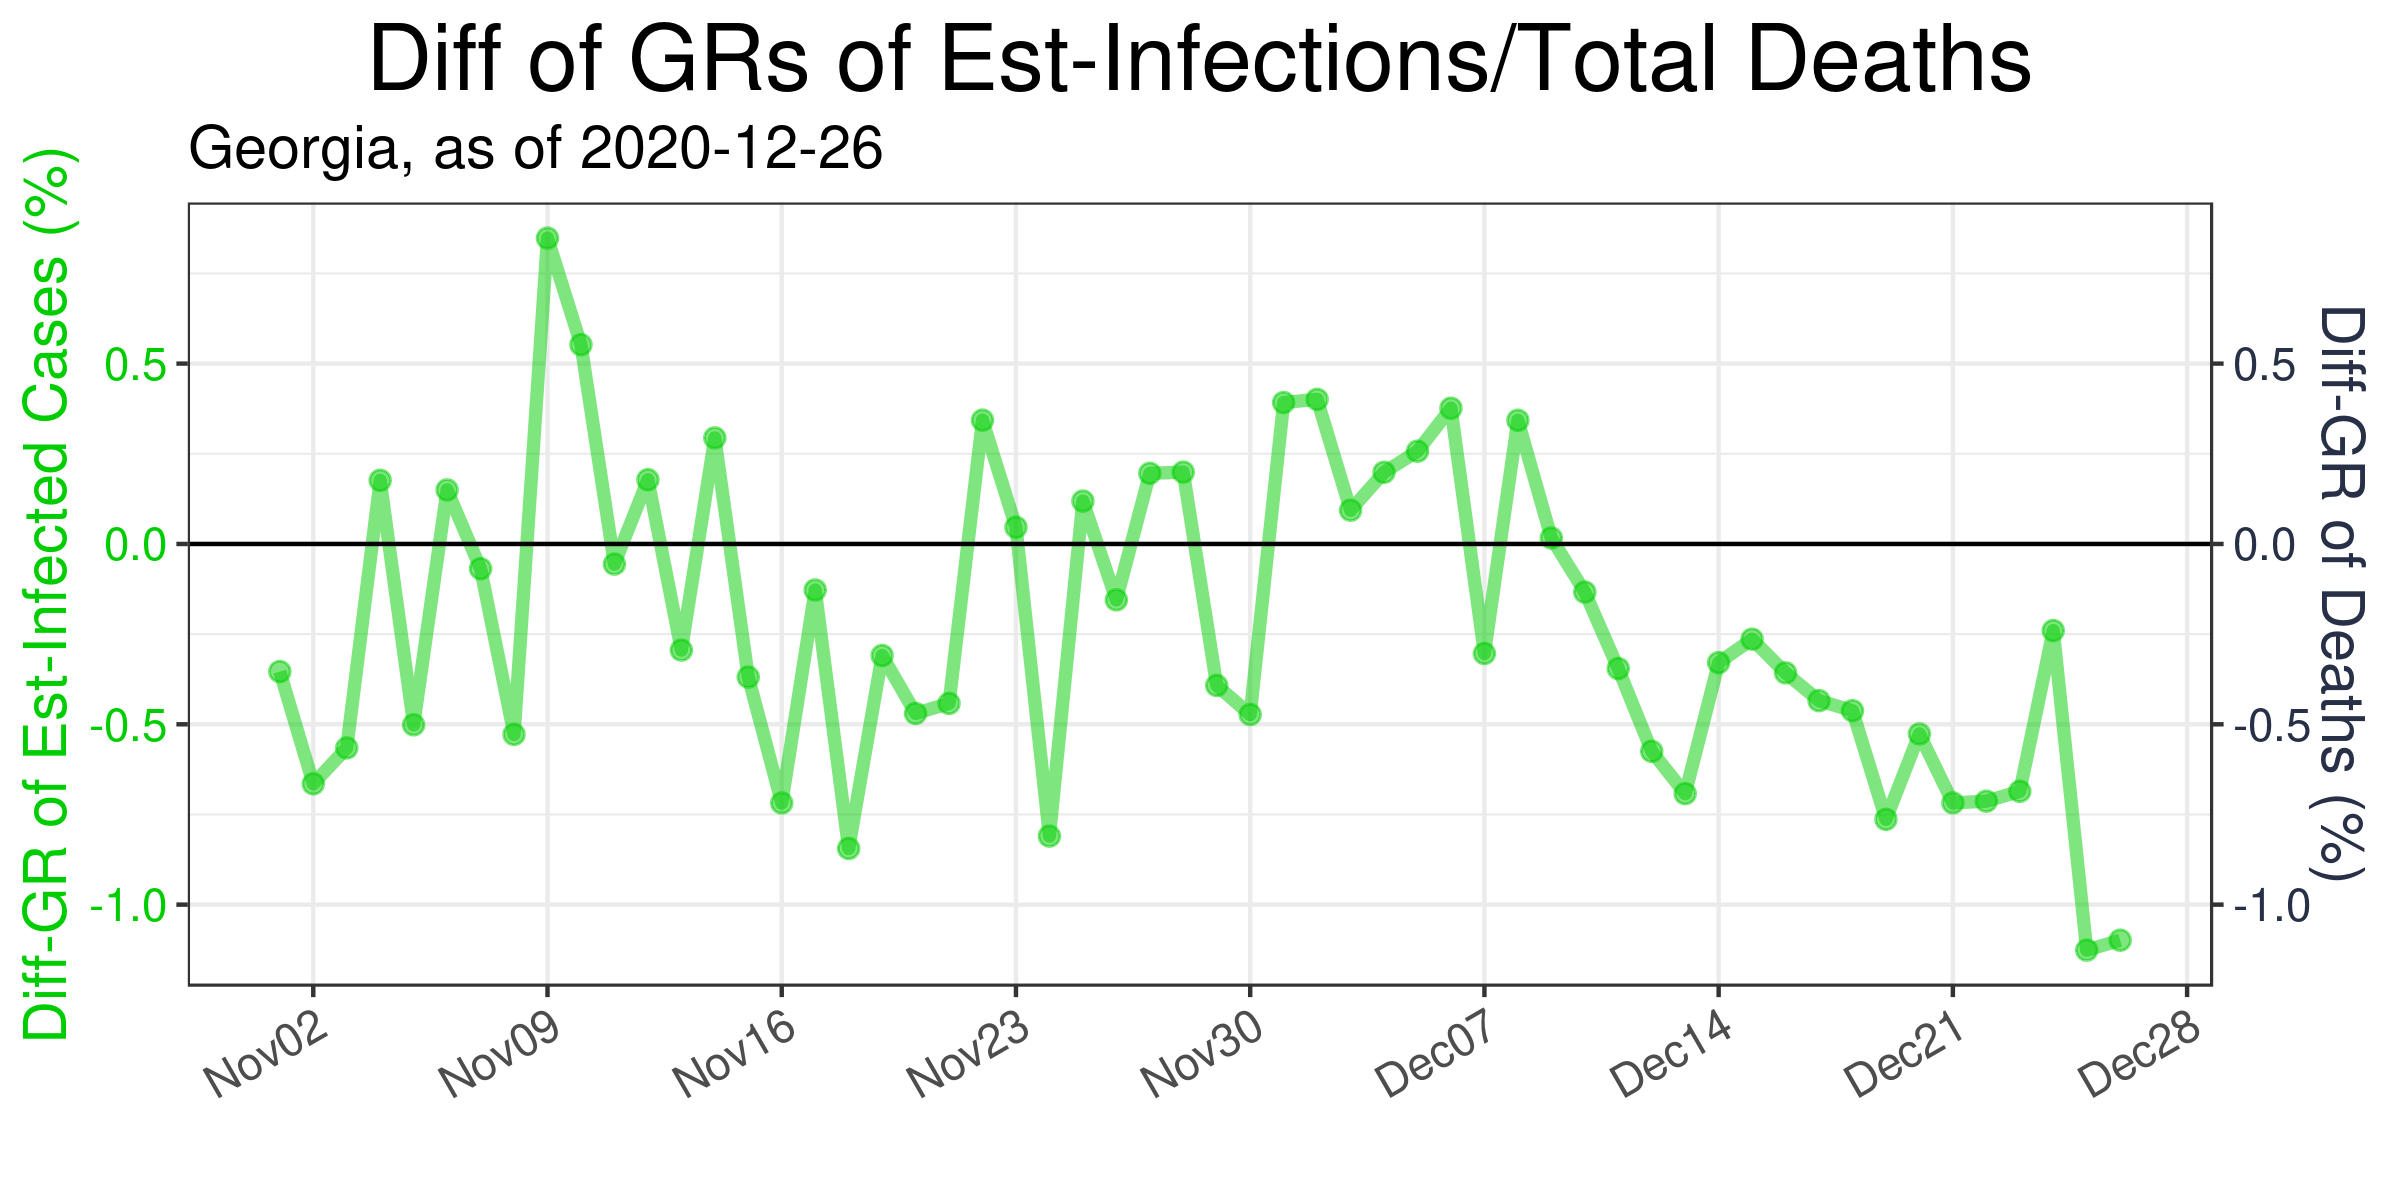 Diff of GRs of Est-Infections/Total Deaths
Georgia, as of 2020-12-26
Diff-GR of Est-Infected Cases (%)
0.5
0.0
-0.5
-1.0
0.5
0.0
-0.5
-1.0
Diff-GR of Deaths (%)
Nov02
Nov09
Nov16
Nov23
Nov30
Dec07
Dec14
Dec21
Dec28